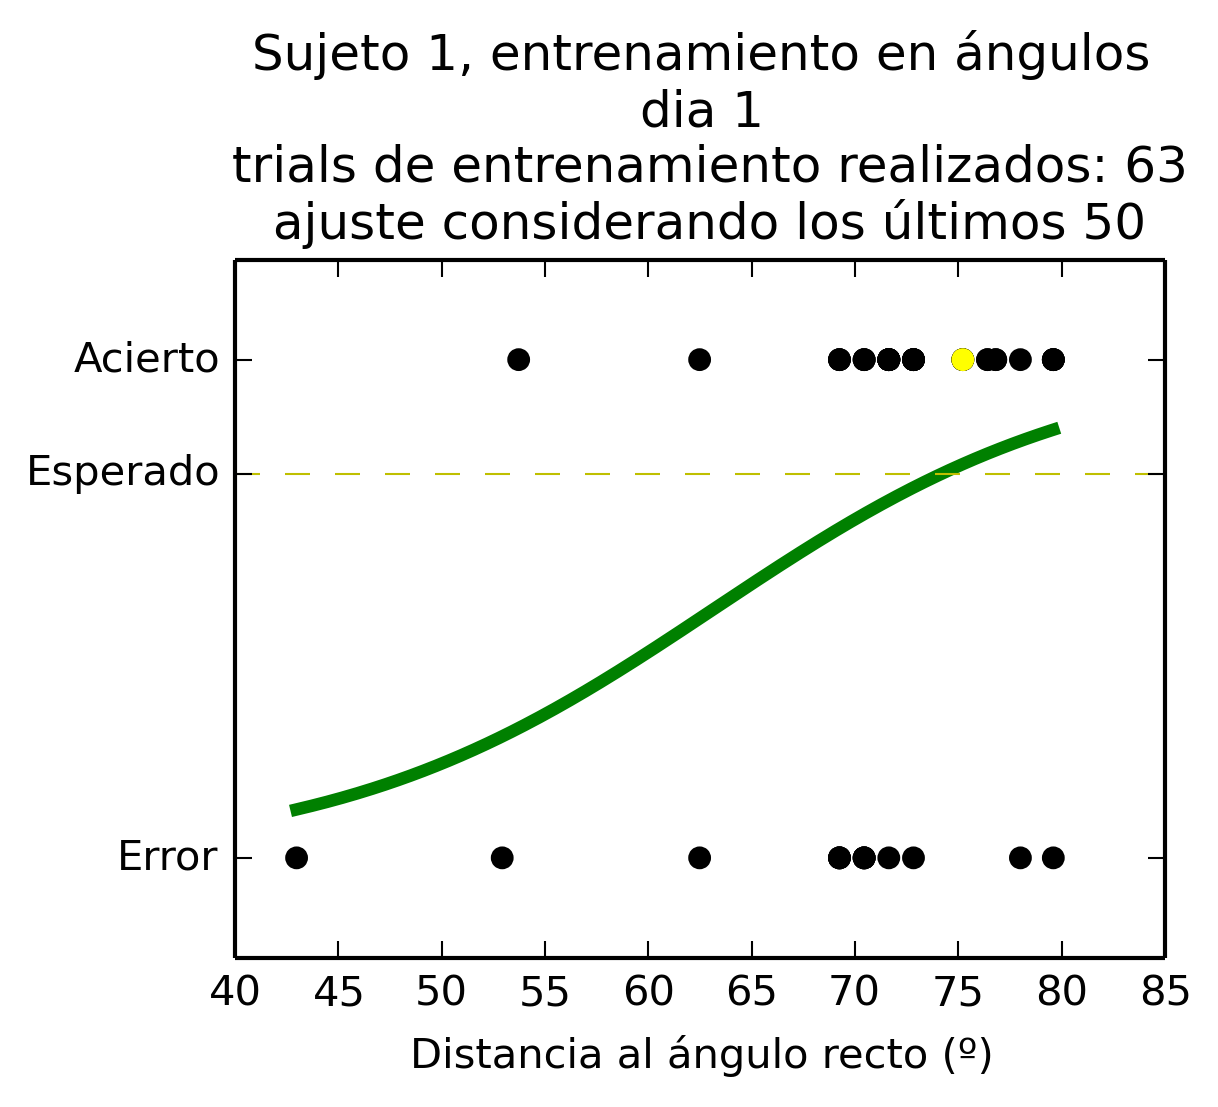 Sujeto 1, entrenamiento en ángulos
dia 1
trials de entrenamiento realizados: 63
ajuste considerando los últimos 50
Acierto
Esperado
Error
40 45 50 55 60 65 70 75 80 85
Distancia al ángulo recto (º)